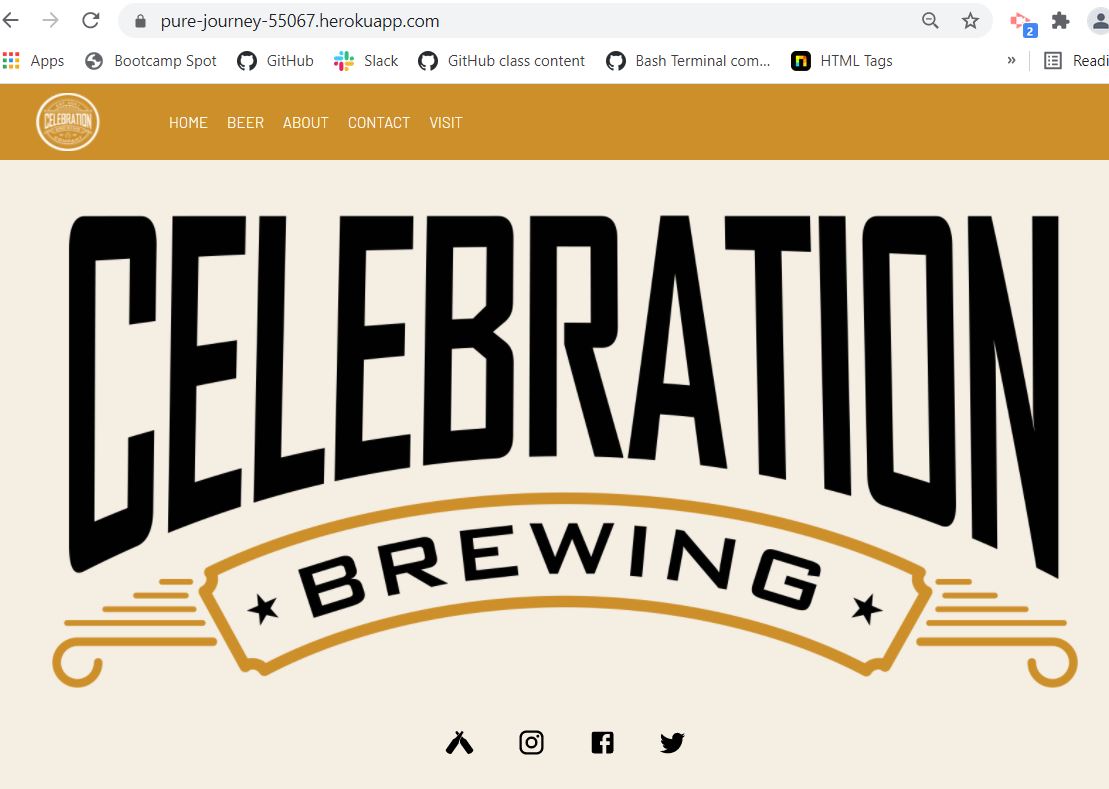 pure-journey-55067.herokuapp.com
2
Apps Bootcamp Spot GitHub Slack GitHub class content Bash Terminal com... HTML Tags » Readi
CELEBRATION
HOME BEER ABOUT CONTACT VISIT
CELEBRATION
BREWING